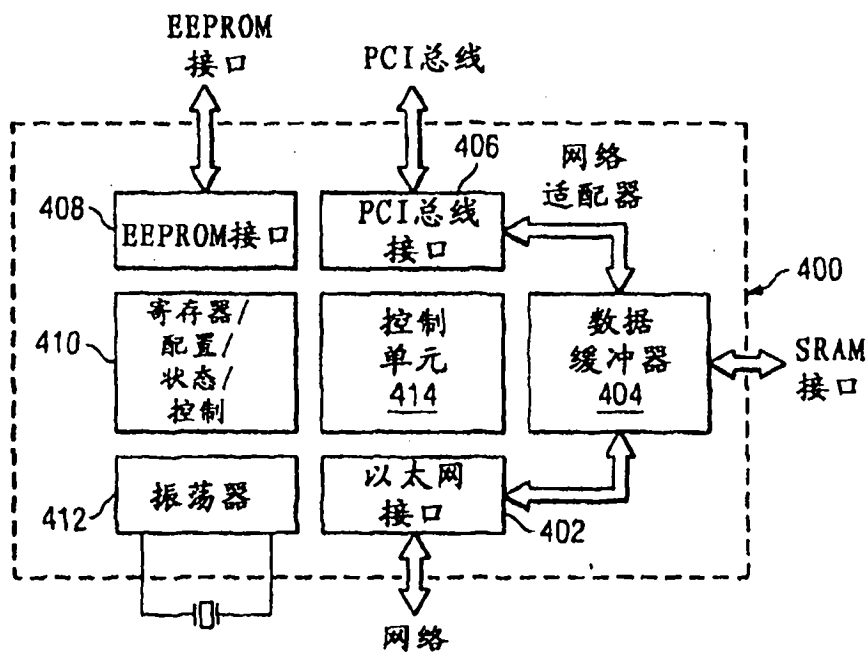 EEPROM
接口
PCI总线
406
网络
适配器
408
EEPROM接口
PCI总线
接口
400
410
寄存器/
配置/
状态/
控制
控制
单元
414
数据
缓冲器
404
SRAM
接口
412
振荡器
以太网
接口
402
网络